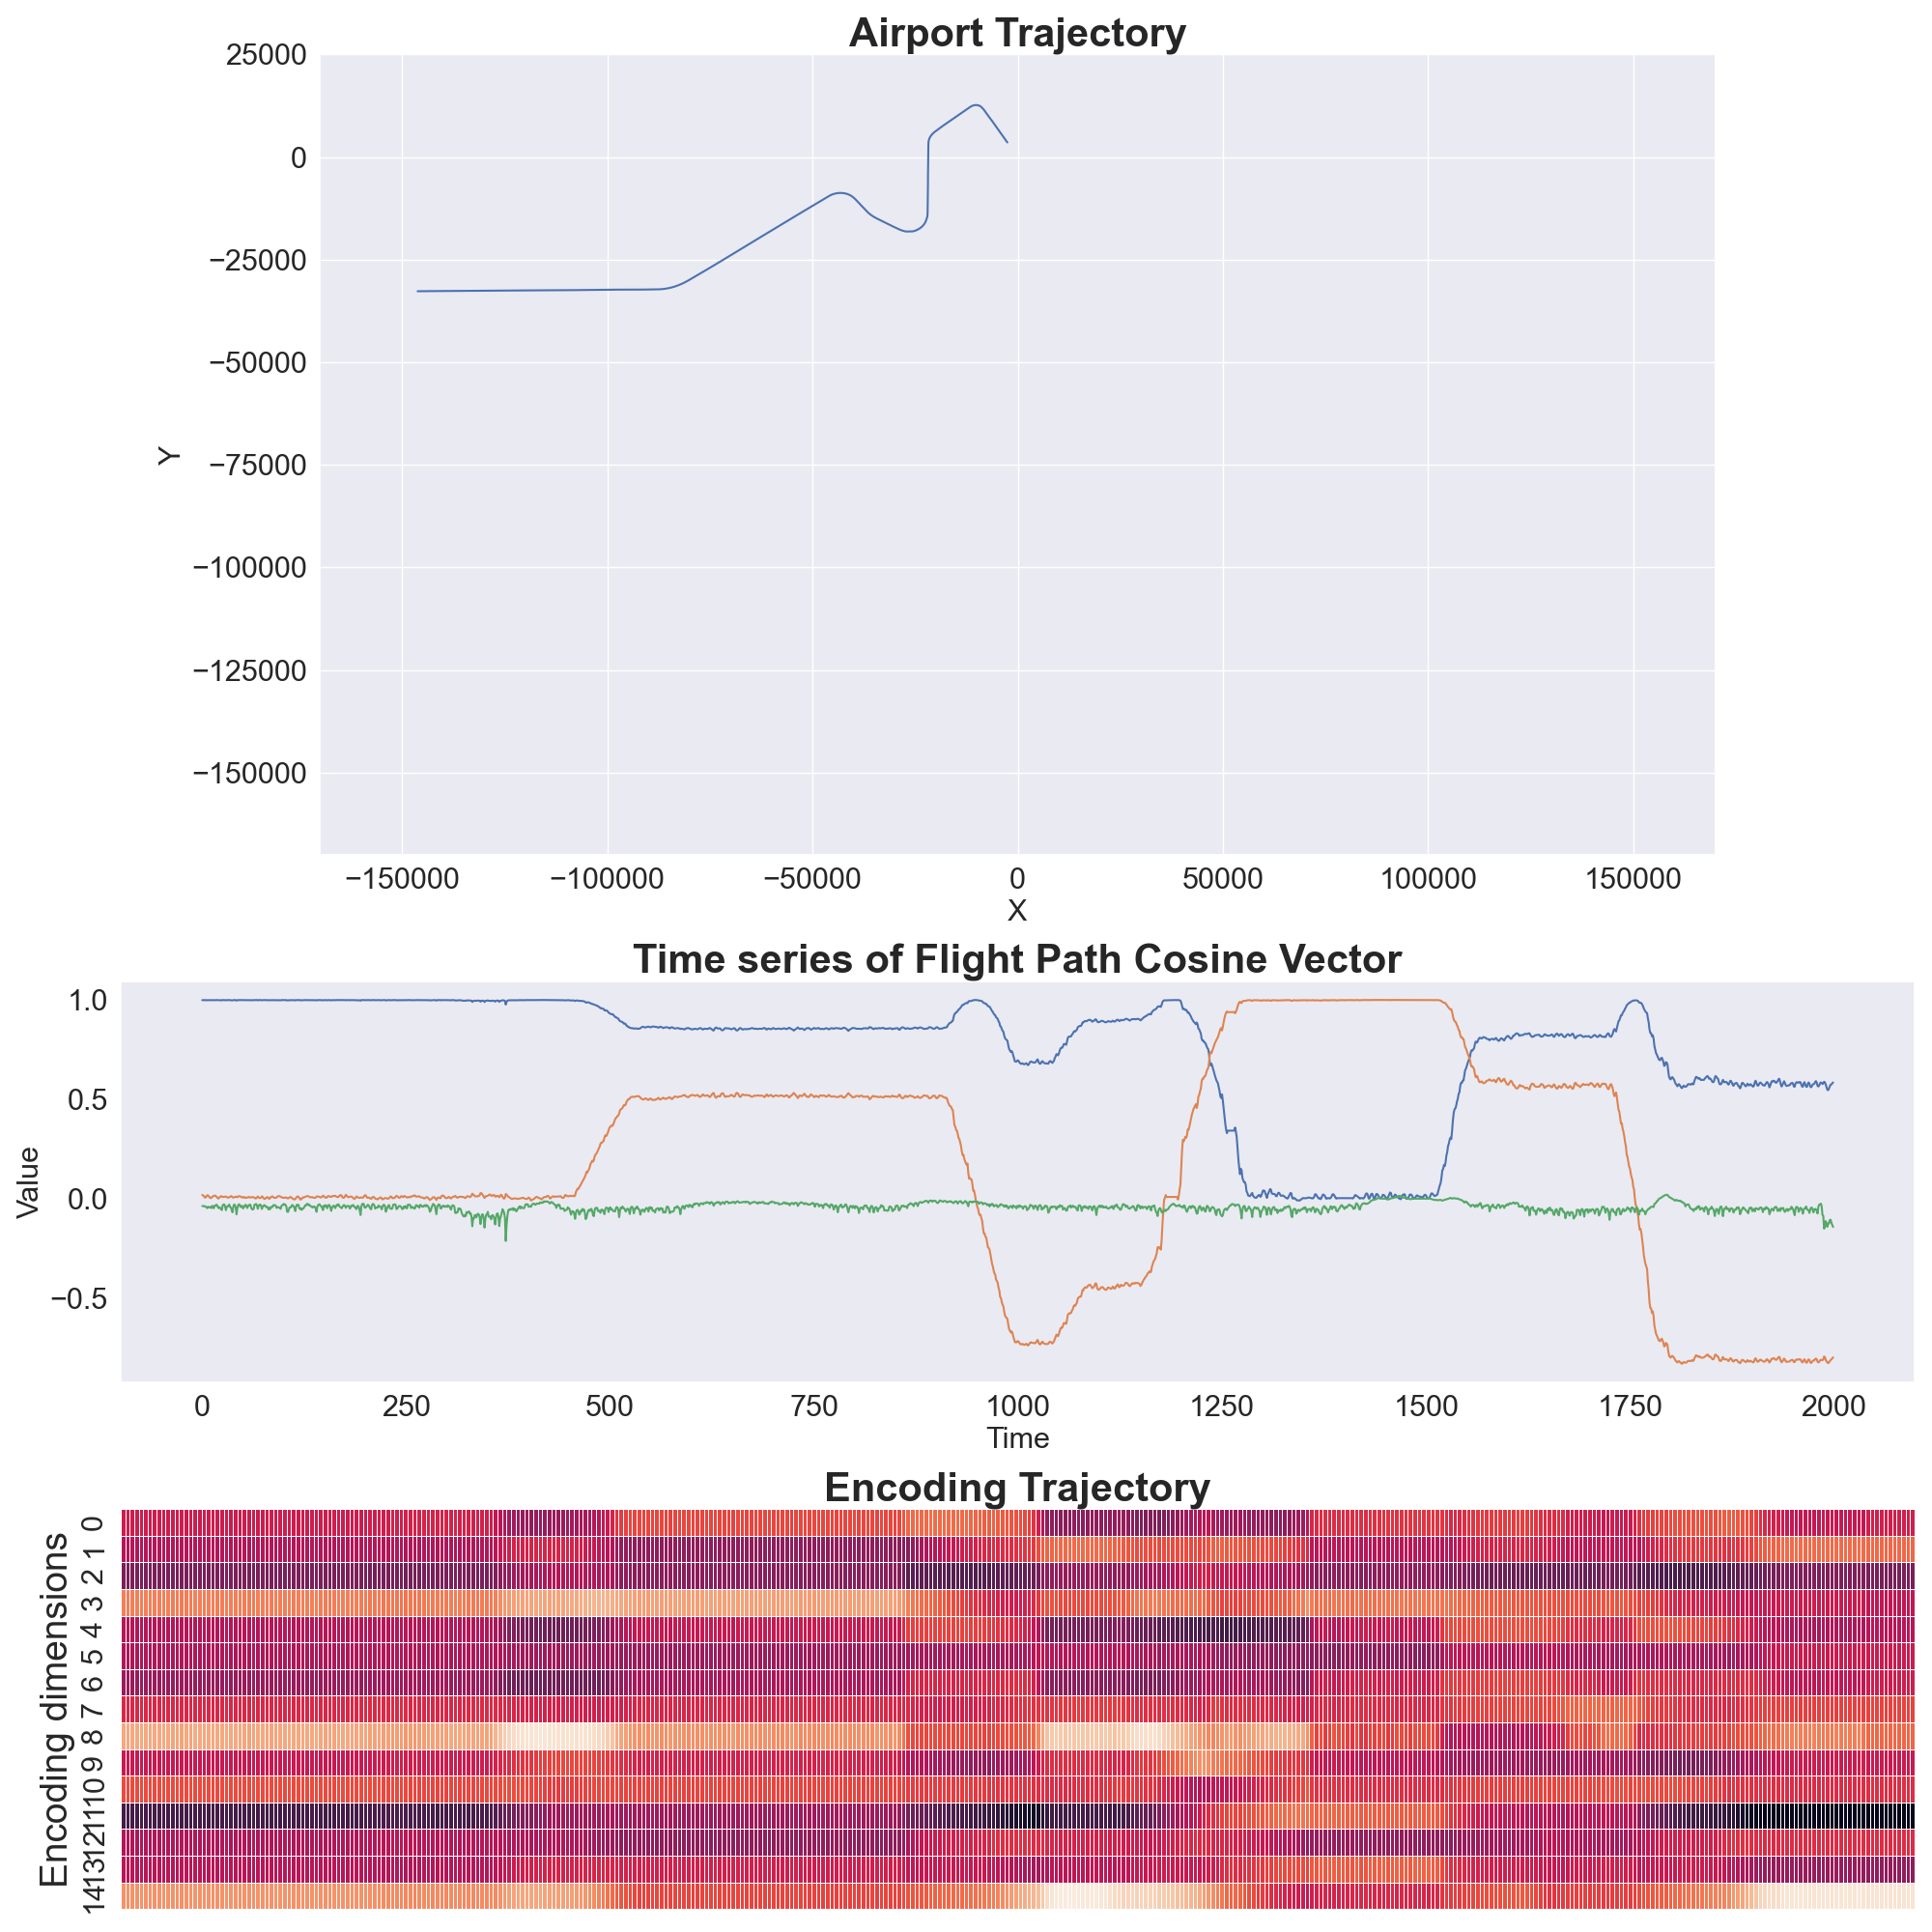 Airport Trajectory
25000
0
−25000
−50000
−75000
−100000
−125000
−150000
Y
−150000 −100000 −50000 0 50000 100000 150000
X
Time series of Flight Path Cosine Vector
1.0
0.5
0.0
−0.5
Value
0 250 500 750 1000 1250 1500 1750 2000
Time
Encoding Trajectory
Encoding dimensions
0
1
2
3
4
5
6
7
8
9
10
11
12
13
14